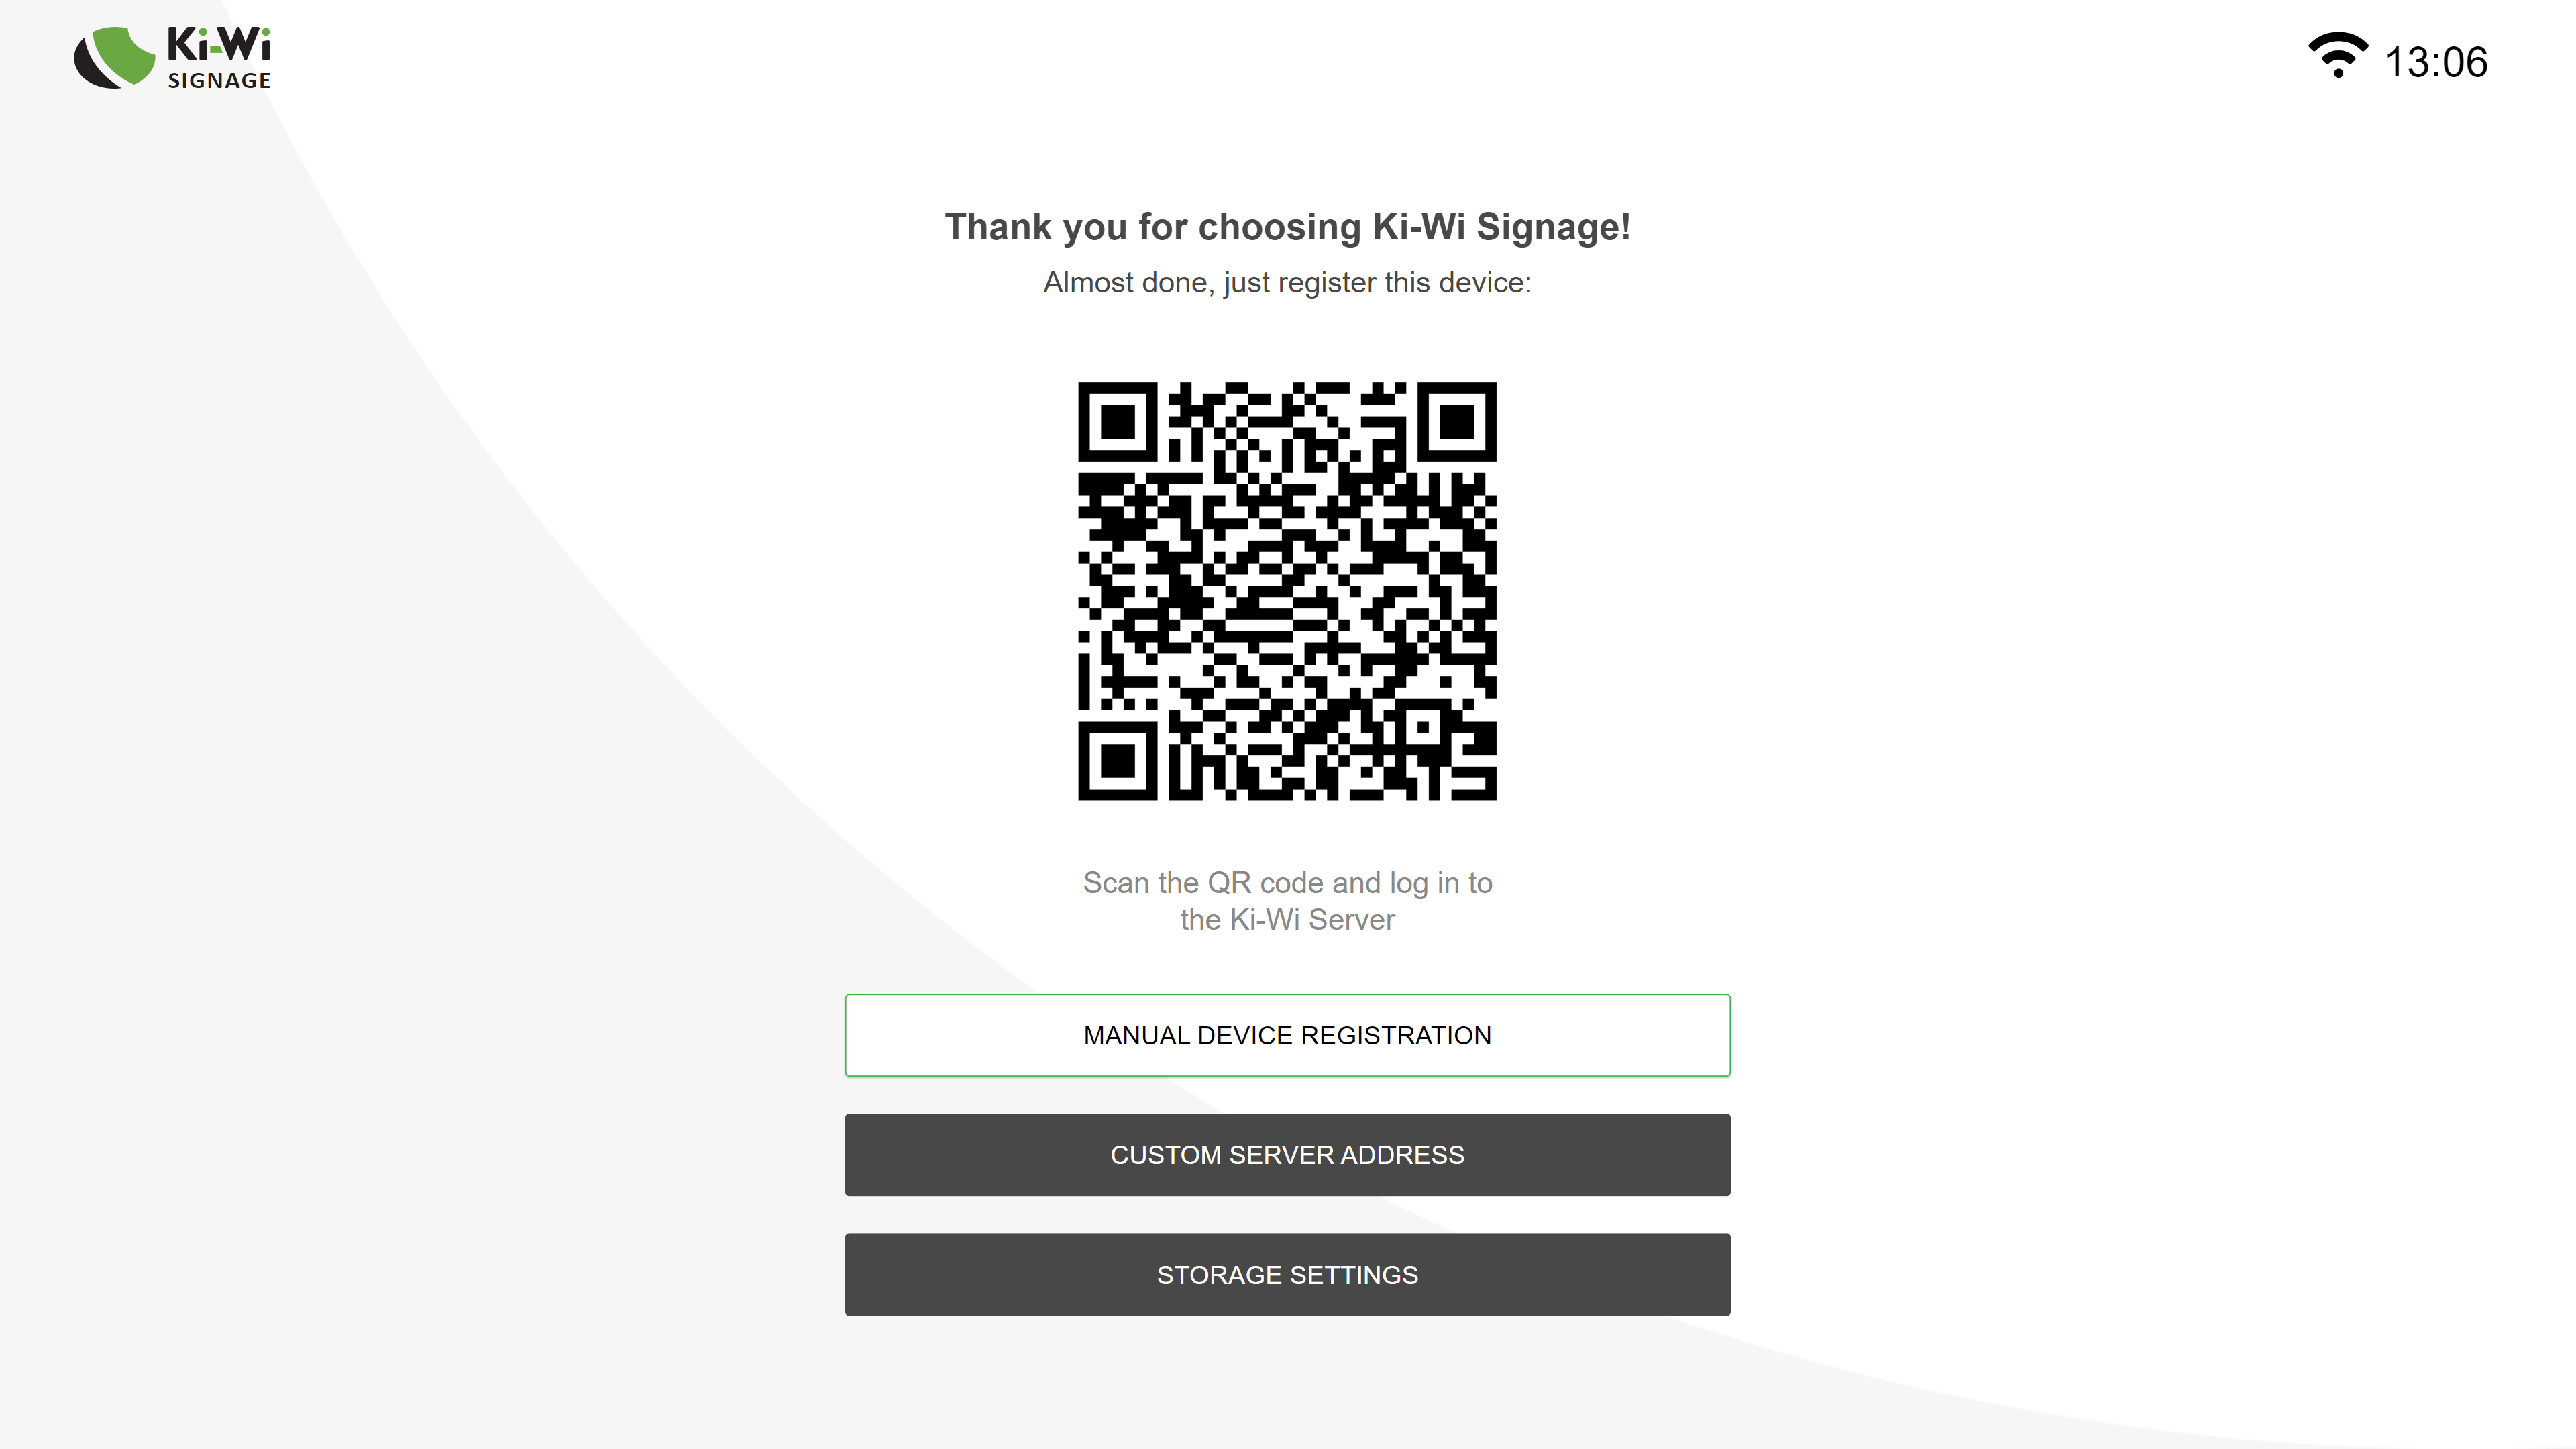 Ki-Wi
SIGNAGE
13:06
Thank you for choosing Ki-Wi Signage!
Almost done, just register this device:
Scan the QR code and log in to
the Ki-Wi Server
MANUAL DEVICE REGISTRATION
CUSTOM SERVER ADDRESS
STORAGE SETTINGS